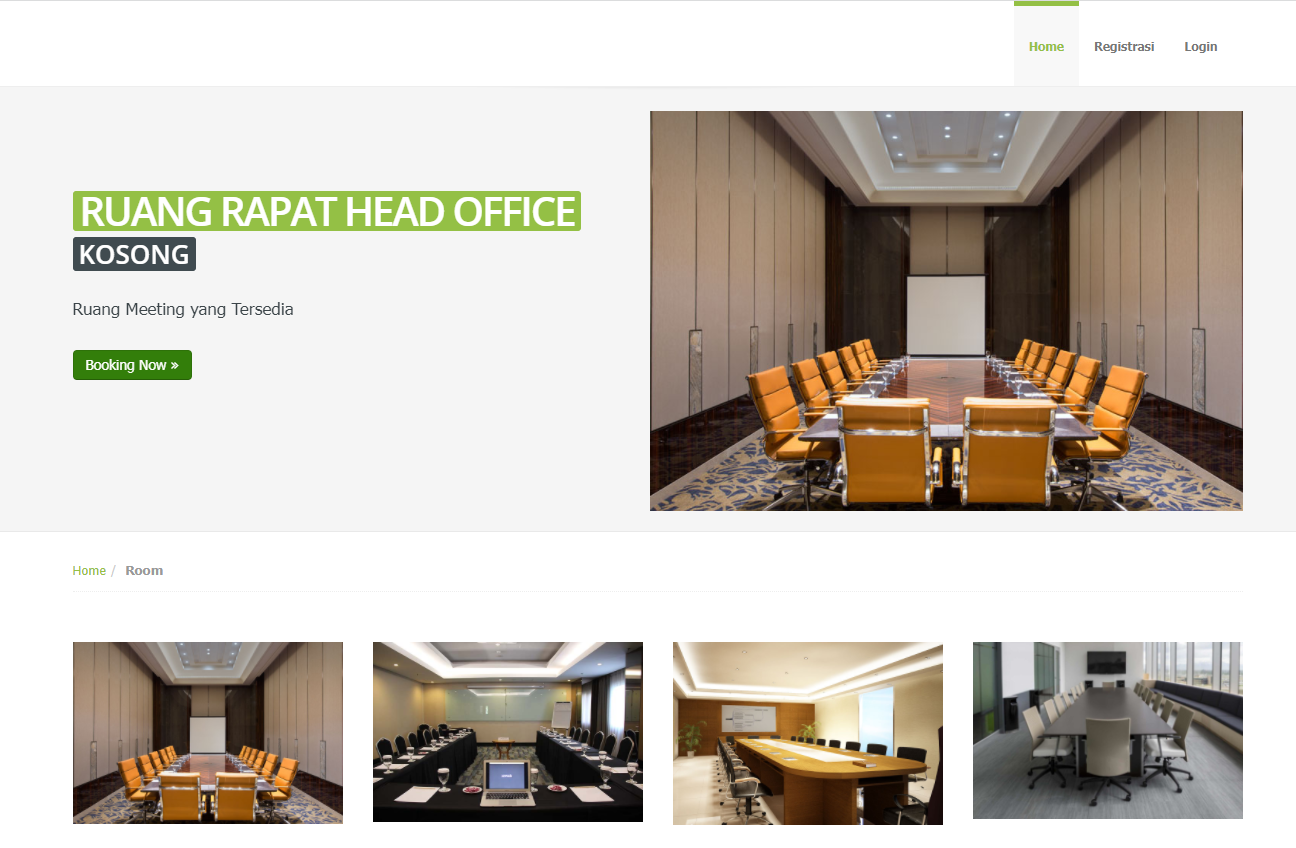 Home Registrasi Login
RUANG RAPAT HEAD OFFICE
KOSONG
Ruang Meeting yang Tersedia
Booking Now »
Home / Room